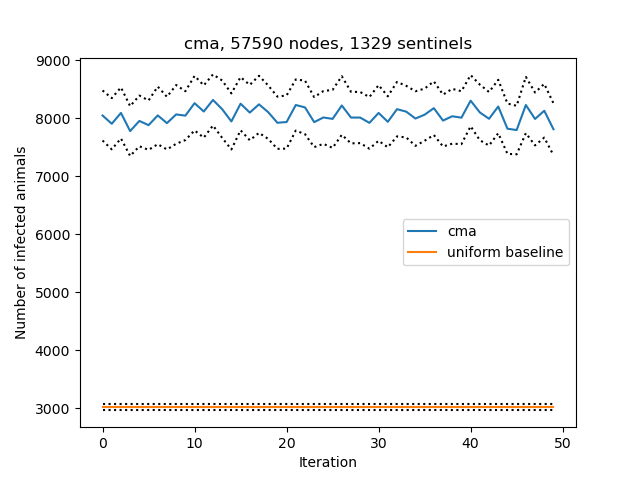 cma, 57590 nodes, 1329 sentinels
9000
8000
7000
6000
5000
4000
3000
Number of infected animals
cma
uniform baseline
0 10 20 30 40 50
Iteration